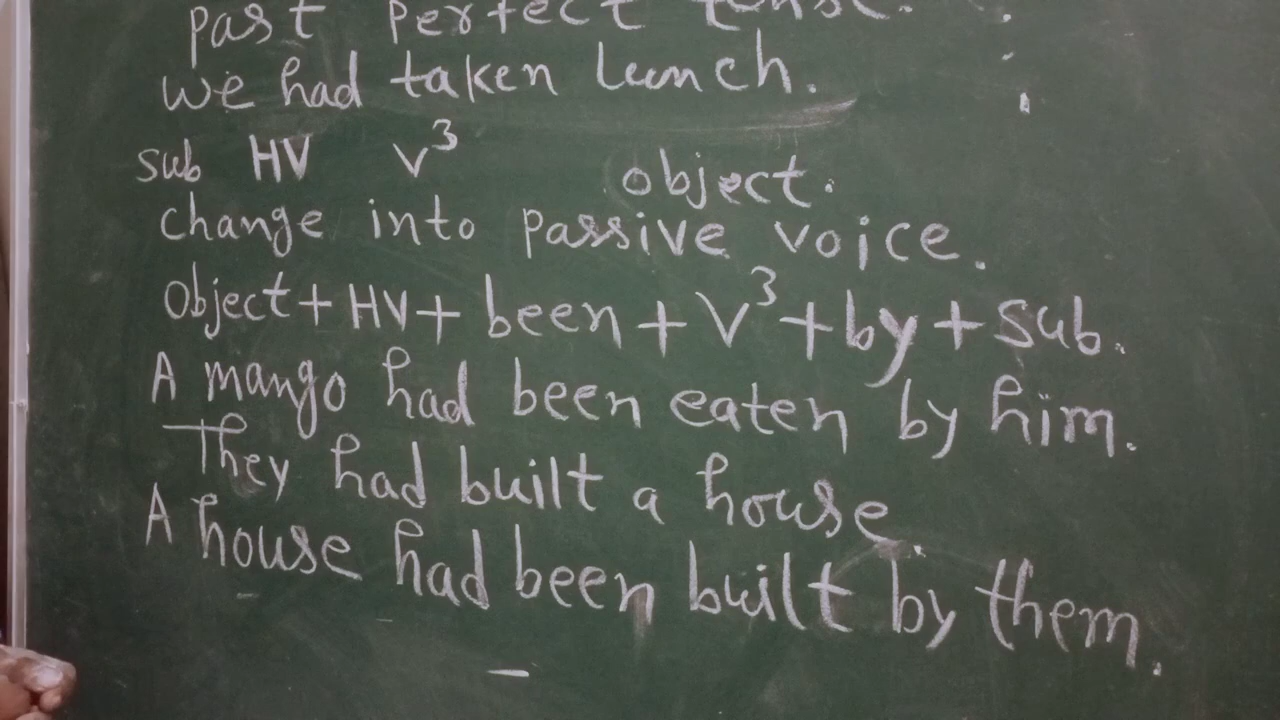 past perfect tense.
we had taken lunch.
sub HV V³ object.
change into passive voice.
object + HV + been + V³ + by + sub.
A mango had been eaten by him.
They had built a house.
A house had been built by them.